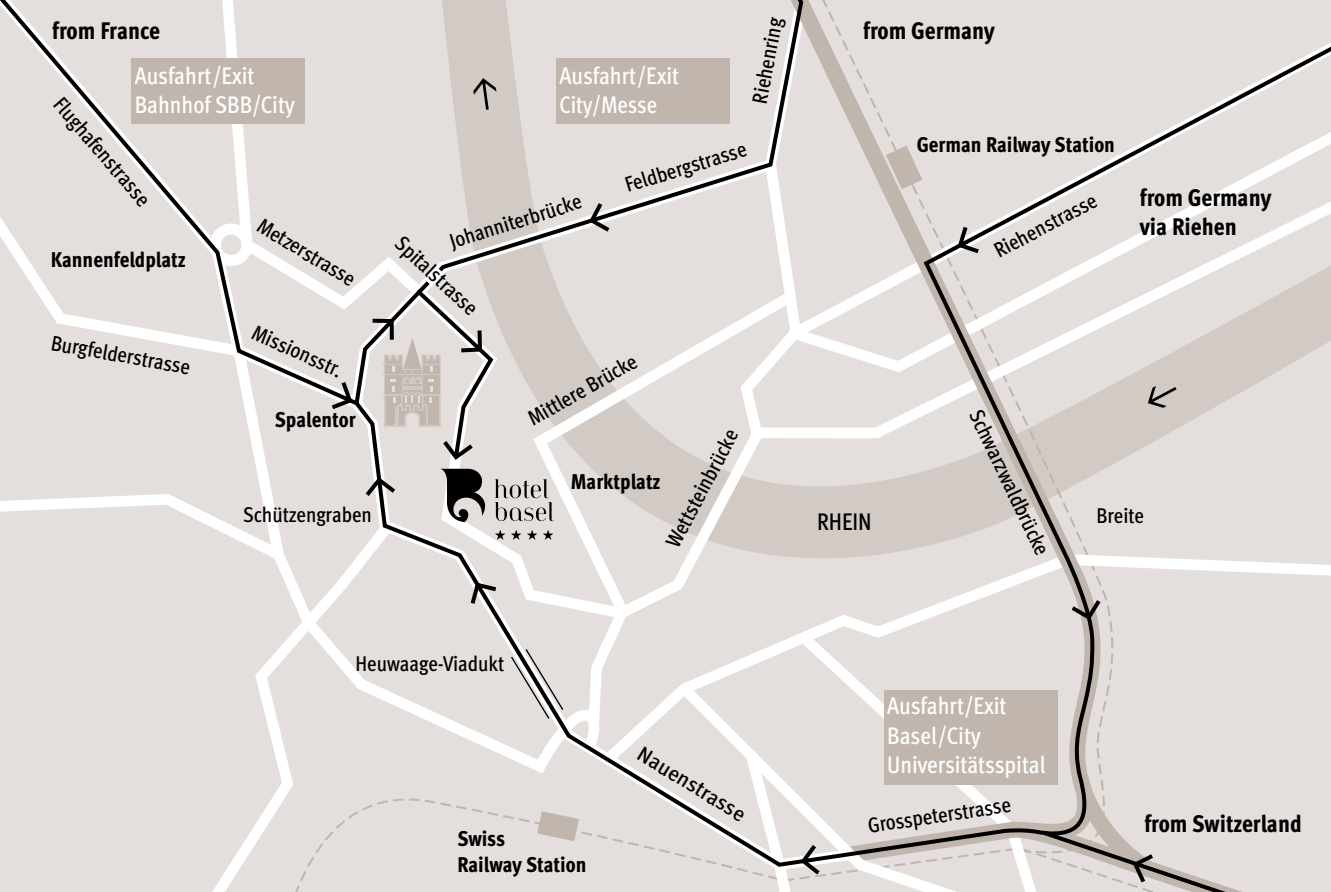 from France
from Germany
Ausfahrt/Exit
Bahnhof SBB/City
Ausfahrt/Exit
City/Messe
Riehenring
Flughafenstrasse
German Railway Station
Feldbergstrasse
from Germany
via Riehen
Riehenstrasse
Johanniterbrücke
Metzerstrasse
Spitalstrasse
Kannenfeldplatz
Burgfelderstrasse
Missionsstr.
Spalentor
Mittlere Brücke
Marktplatz
Wettsteinbrücke
Schwarzwaldbrücke
hotel
basel
★★★★
Schützengraben
RHEIN
Breite
Heuwaage-Viadukt
Ausfahrt/Exit
Basel/City
Universitätsspital
Nauenstrasse
Grosspeterstrasse
from Switzerland
Swiss
Railway Station